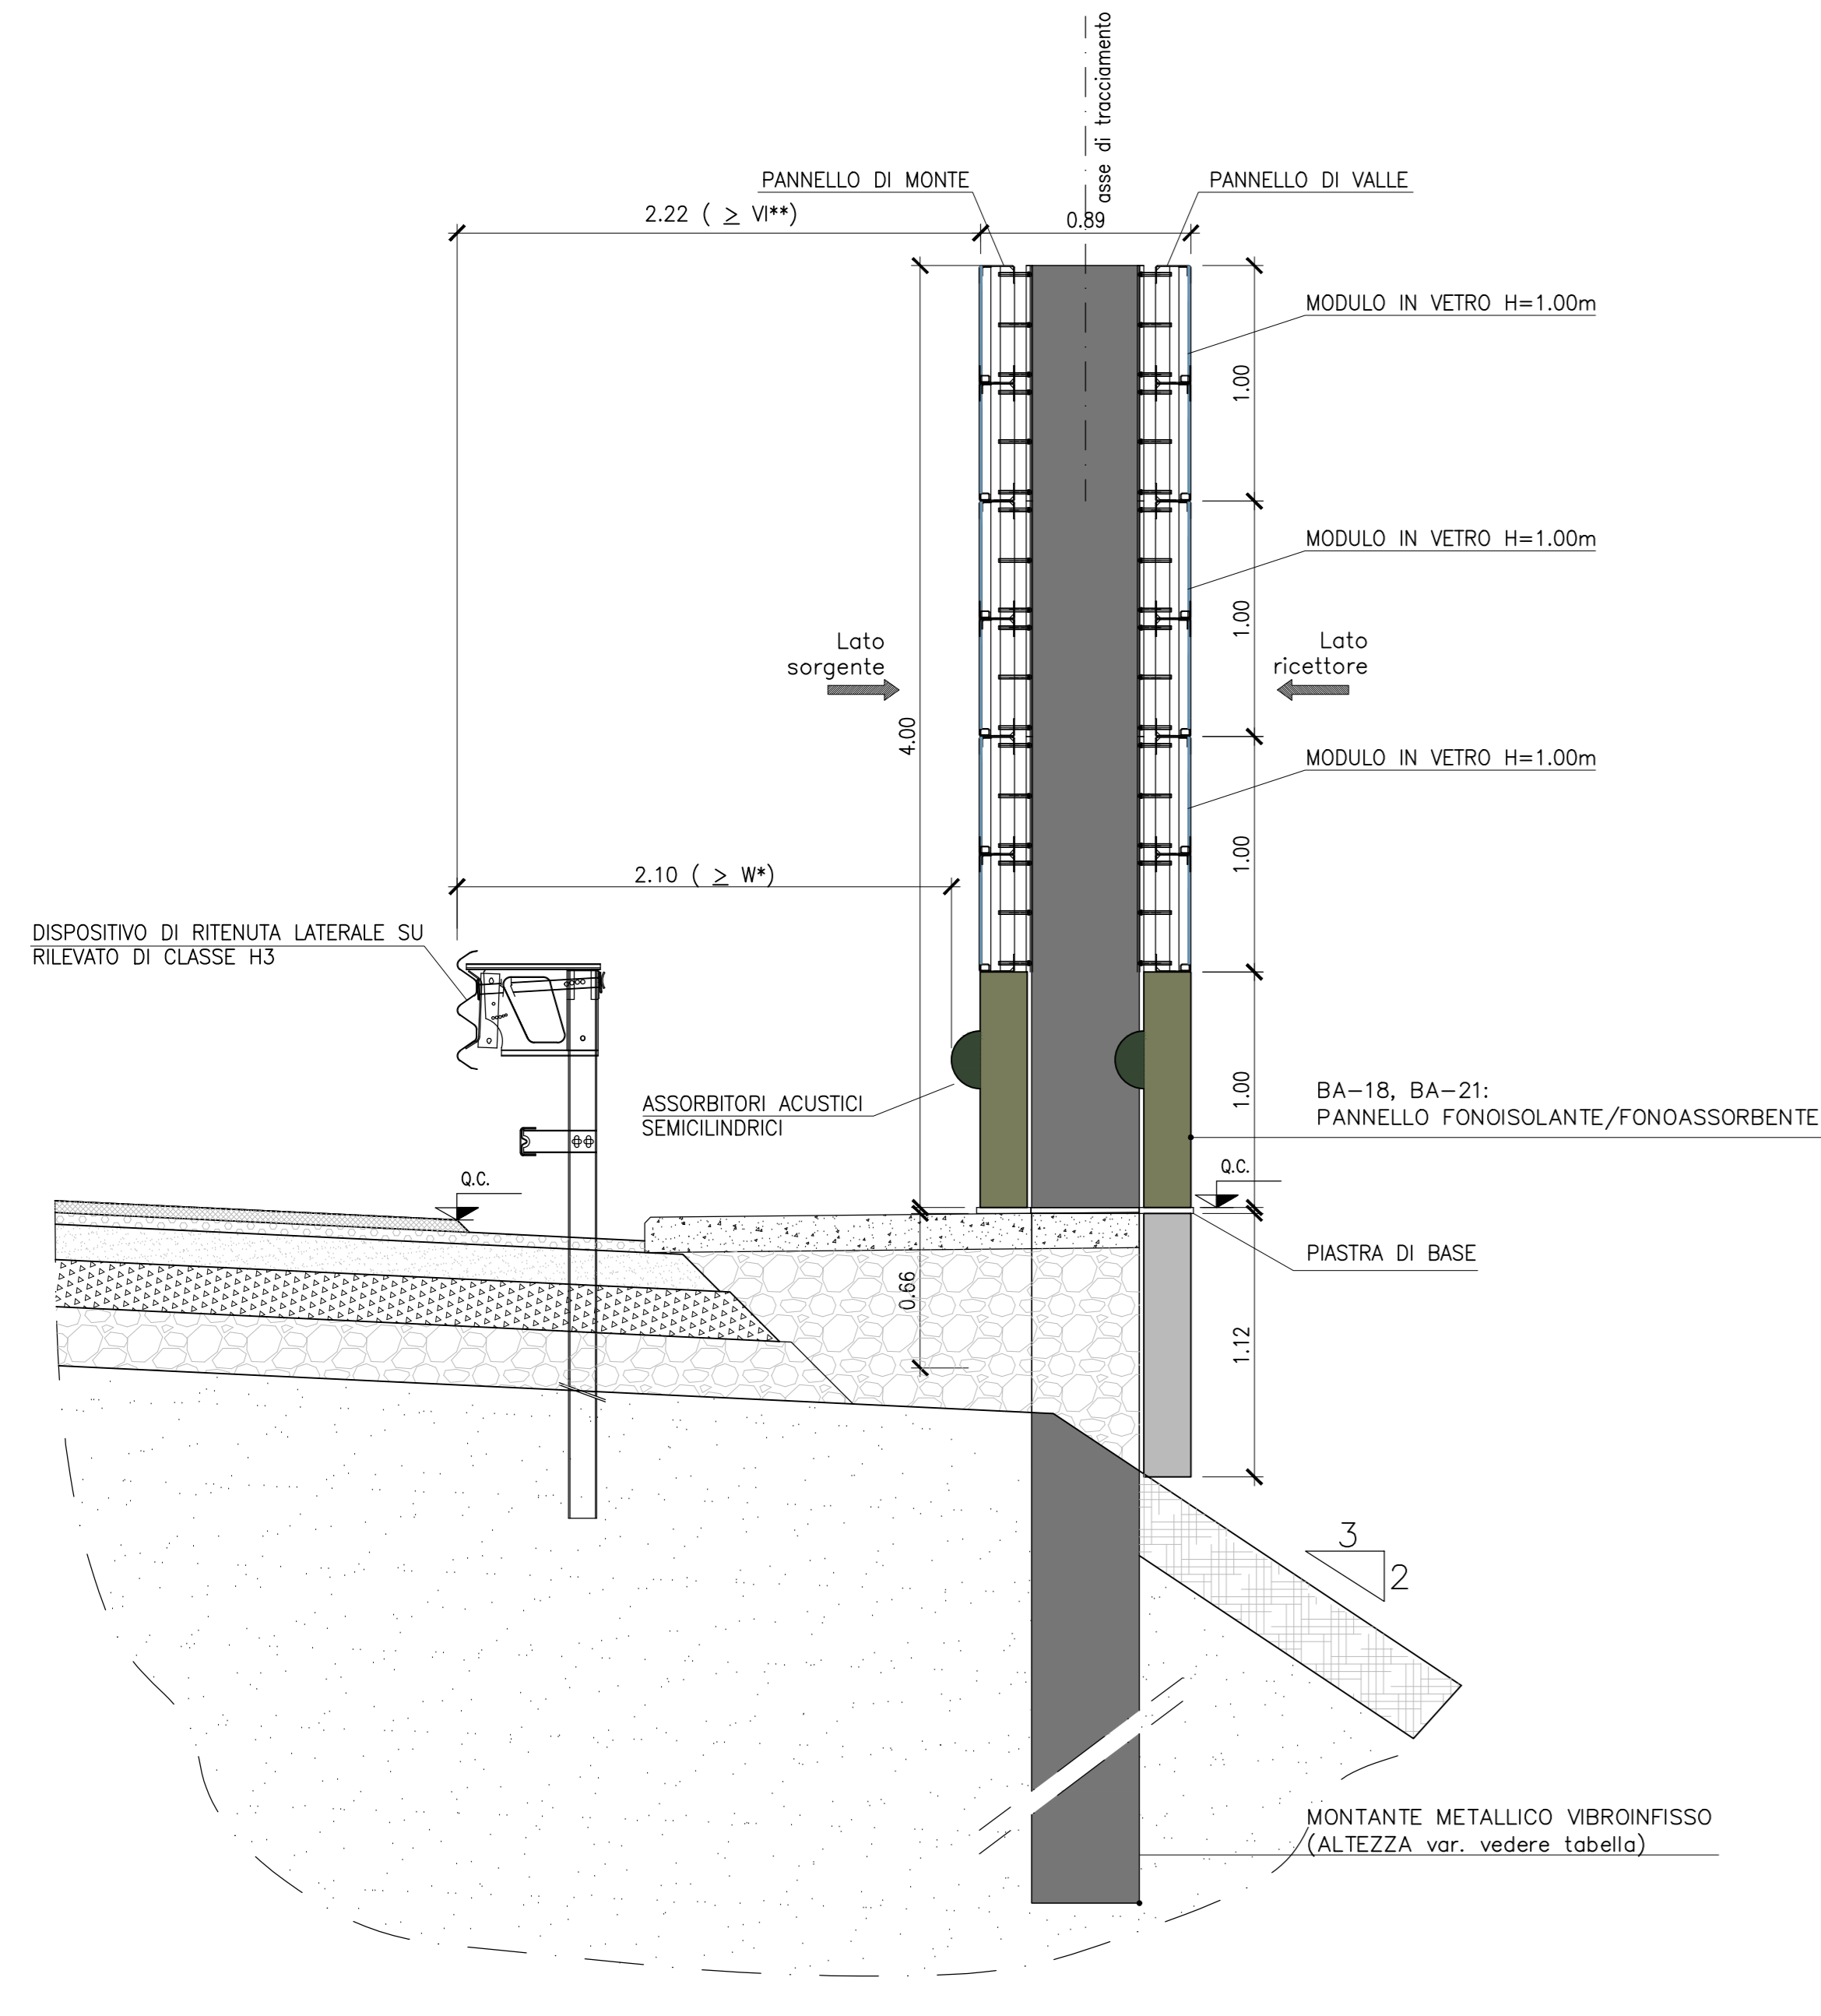 asse di tracciamento
PANNELLO DI MONTE
PANNELLO DI VALLE
2.22 ( ≥ VI**)
0.89
MODULO IN VETRO H=1.00m
1.00
MODULO IN VETRO H=1.00m
1.00
Lato
sorgente
Lato
ricettore
4.00
MODULO IN VETRO H=1.00m
1.00
2.10 ( ≥ W*)
DISPOSITIVO DI RITENUTA LATERALE SU
RILEVATO DI CLASSE H3
1.00
ASSORBITORI ACUSTICI
SEMICILINDRICI
BA-18, BA-21:
PANNELLO FONOISOLANTE/FONOASSORBENTE
Q.C.
Q.C.
PIASTRA DI BASE
0.66
1.12
3
2
MONTANTE METALLICO VIBROINFISSO
(ALTEZZA var. vedere tabella)